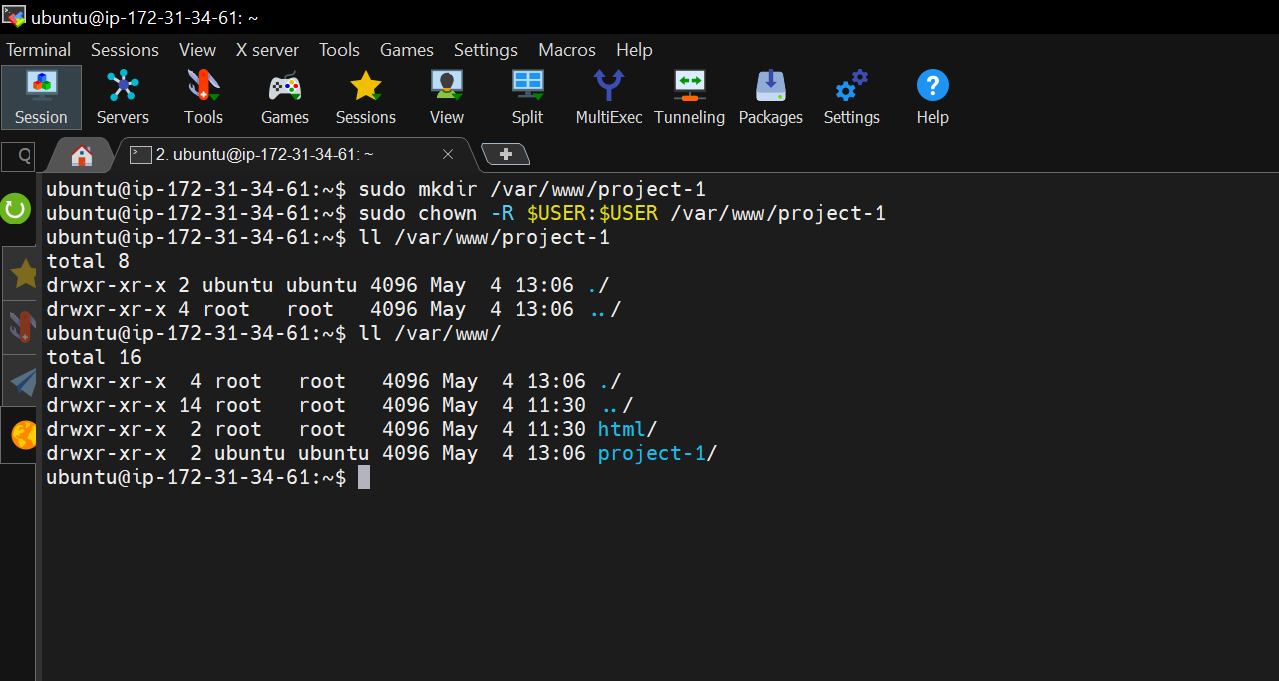 ubuntu@ip-172-31-34-61: ~
Terminal Sessions View X server Tools Games Settings Macros Help
Session Servers Tools Games Sessions View Split MultiExec Tunneling Packages Settings Help
2. ubuntu@ip-172-31-34-61: ~
ubuntu@ip-172-31-34-61:~$ sudo mkdir /var/www/project-1
ubuntu@ip-172-31-34-61:~$ sudo chown -R $USER:$USER /var/www/project-1
ubuntu@ip-172-31-34-61:~$ ll /var/www/project-1
total 8
drwxr-xr-x 2 ubuntu ubuntu 4096 May  4 13:06 ./
drwxr-xr-x 4 root   root   4096 May  4 13:06 ../
ubuntu@ip-172-31-34-61:~$ ll /var/www/
total 16
drwxr-xr-x  4 root   root   4096 May  4 13:06 ./
drwxr-xr-x 14 root   root   4096 May  4 11:30 ../
drwxr-xr-x  2 root   root   4096 May  4 11:30 html/
drwxr-xr-x  2 ubuntu ubuntu 4096 May  4 13:06 project-1/
ubuntu@ip-172-31-34-61:~$